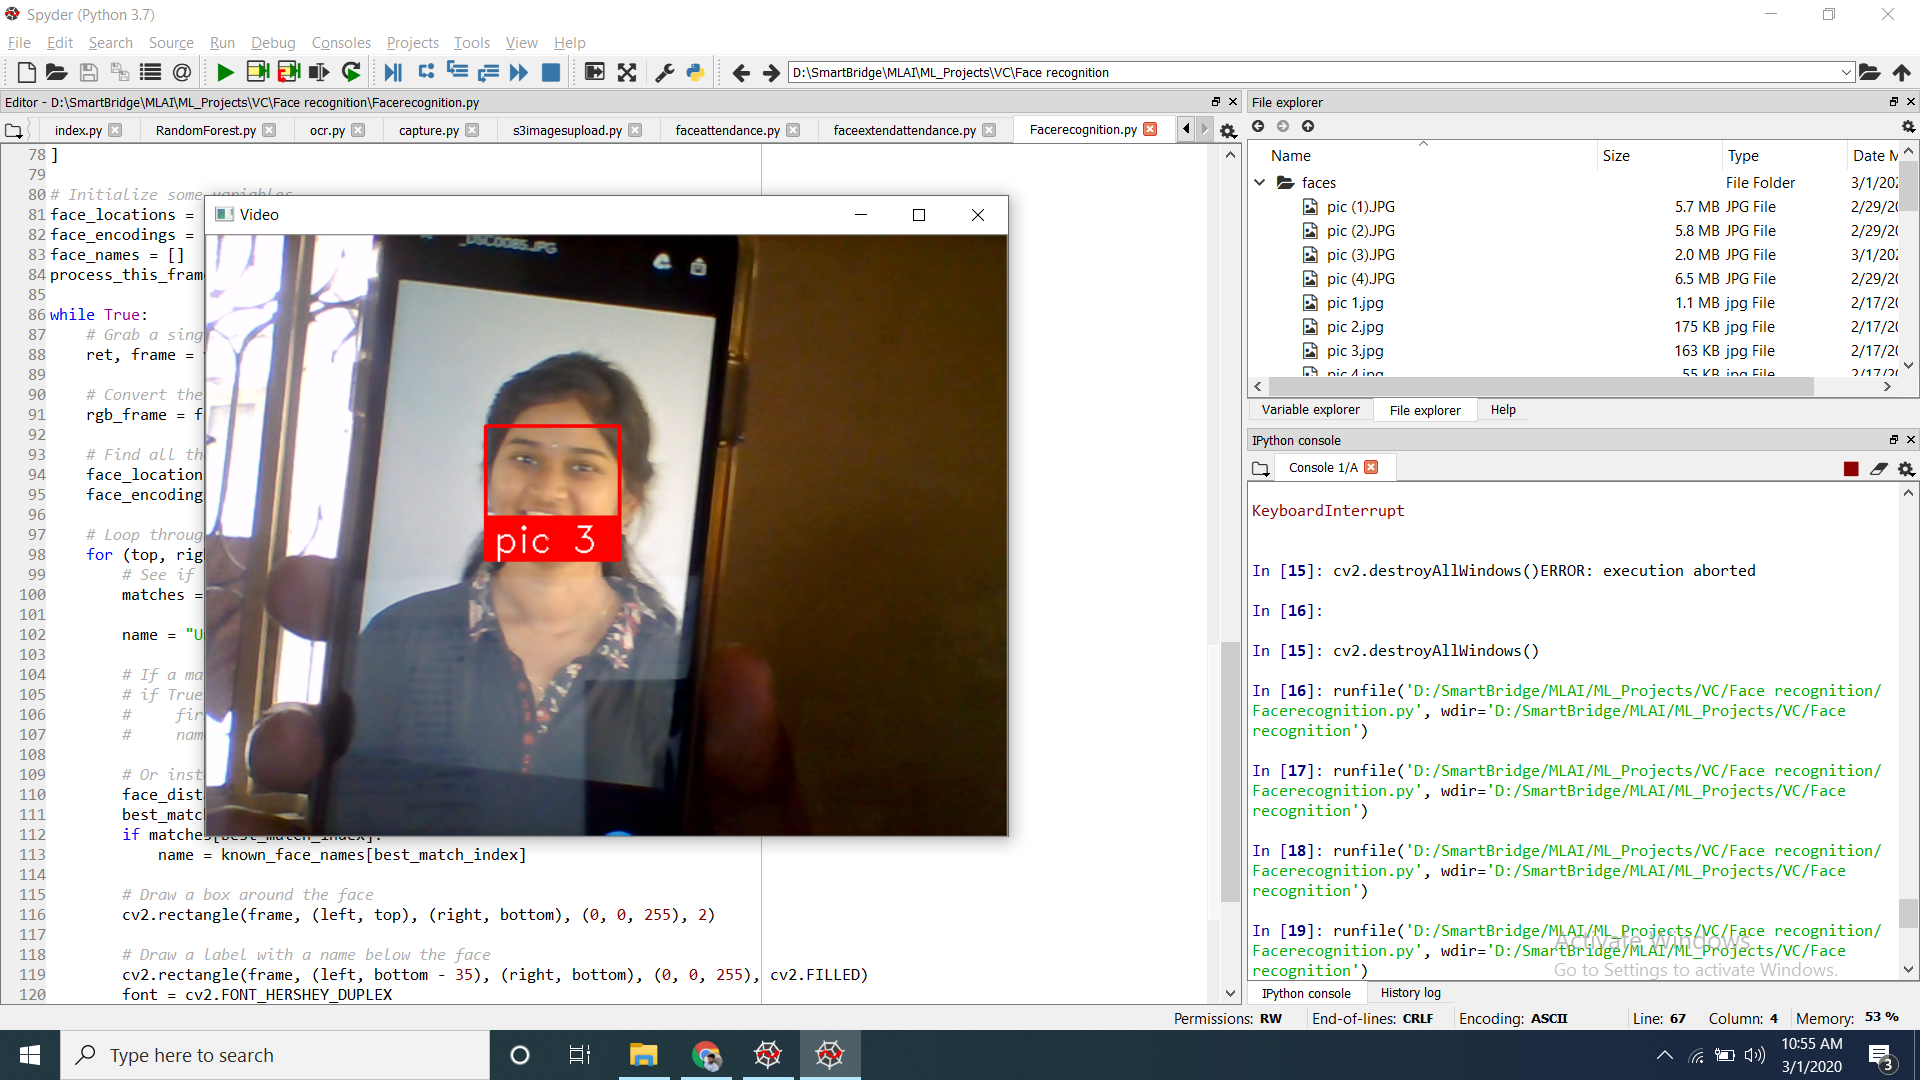 Spyder (Python 3.7)
File Edit Search Source Run Debug Consoles Projects Tools View Help
D:\SmartBridge\MLAI\ML_Projects\VC\Face recognition
Editor - D:\SmartBridge\MLAI\ML_Projects\VC\Face recognition\Facerecognition.py
index.py RandomForest.py ocr.py capture.py s3imagesupload.py faceattendance.py faceextendattendance.py Facerecognition.py
78 ]
79
80 # Initialize some variables
81 face_locations =
82 face_encodings =
83 face_names = []
84 process_this_fram
85
86 while True:
87 # Grab a sing
88 ret, frame =
89
90 # Convert the
91 rgb_frame = f
92
93 # Find all th
94 face_location
95 face_encoding
96
97 # Loop throug
98 for (top, rig
99 # See if
100 matches =
101
102 name = "U
103
104 # If a ma
105 # if True
106 # fir
107 # nam
108
109 # Or inst
110 face_dist
111 best_matc
112 if matches[best_match_index]:
113 name = known_face_names[best_match_index]
114
115 # Draw a box around the face
116 cv2.rectangle(frame, (left, top), (right, bottom), (0, 0, 255), 2)
117
118 # Draw a label with a name below the face
119 cv2.rectangle(frame, (left, bottom - 35), (right, bottom), (0, 0, 255), cv2.FILLED)
120 font = cv2.FONT_HERSHEY_DUPLEX
Video
_DSC0085.JPG
pic 3
File explorer
Name Size Type Date M
faces File Folder 3/1/202
pic (1).JPG 5.7 MB JPG File 2/29/20
pic (2).JPG 5.8 MB JPG File 2/29/20
pic (3).JPG 2.0 MB JPG File 3/1/202
pic (4).JPG 6.5 MB JPG File 2/29/20
pic 1.jpg 1.1 MB jpg File 2/17/20
pic 2.jpg 175 KB jpg File 2/17/20
pic 3.jpg 163 KB jpg File 2/17/20
pic 4.jpg 55 KB jpg File 2/17/20
Variable explorer File explorer Help
IPython console
Console 1/A
KeyboardInterrupt
In [15]: cv2.destroyAllWindows()ERROR: execution aborted
In [16]:
In [15]: cv2.destroyAllWindows()
In [16]: runfile('D:/SmartBridge/MLAI/ML_Projects/VC/Face recognition/
Facerecognition.py', wdir='D:/SmartBridge/MLAI/ML_Projects/VC/Face
recognition')
In [17]: runfile('D:/SmartBridge/MLAI/ML_Projects/VC/Face recognition/
Facerecognition.py', wdir='D:/SmartBridge/MLAI/ML_Projects/VC/Face
recognition')
In [18]: runfile('D:/SmartBridge/MLAI/ML_Projects/VC/Face recognition/
Facerecognition.py', wdir='D:/SmartBridge/MLAI/ML_Projects/VC/Face
recognition')
In [19]: runfile('D:/SmartBridge/MLAI/ML_Projects/VC/Face recognition/
Facerecognition.py', wdir='D:/SmartBridge/MLAI/ML_Projects/VC/Face
recognition')
Activate Windows
Go to Settings to activate Windows.
IPython console History log
Permissions: RW End-of-lines: CRLF Encoding: ASCII Line: 67 Column: 4 Memory: 53 %
Type here to search
10:55 AM
3/1/2020
3